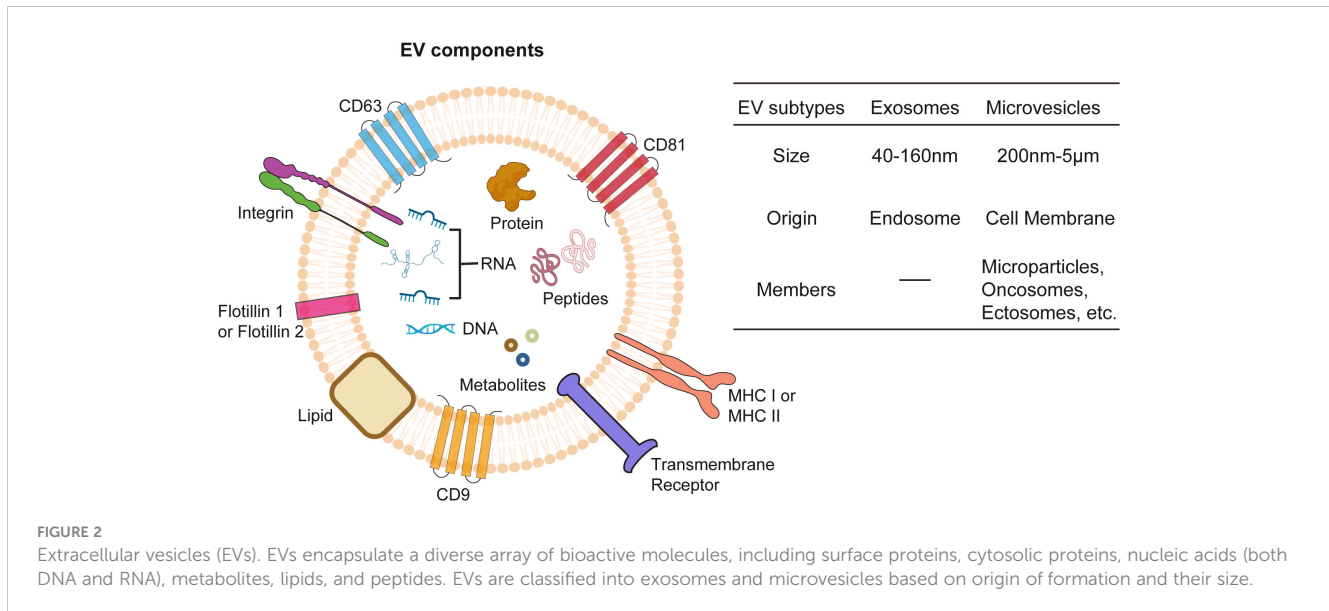 EV components
CD63
CD81
Integrin
Protein
RNA
Peptides
Flotillin 1
or Flotillin 2
DNA
Metabolites
Lipid
MHC I or
MHC II
Transmembrane
Receptor
CD9
EV subtypes Exosomes Microvesicles
Size 40-160nm 200nm-5μm
Origin Endosome Cell Membrane
Members — Microparticles,
Oncosomes,
Ectosomes, etc.
FIGURE 2
Extracellular vesicles (EVs). EVs encapsulate a diverse array of bioactive molecules, including surface proteins, cytosolic proteins, nucleic acids (both
DNA and RNA), metabolites, lipids, and peptides. EVs are classified into exosomes and microvesicles based on origin of formation and their size.